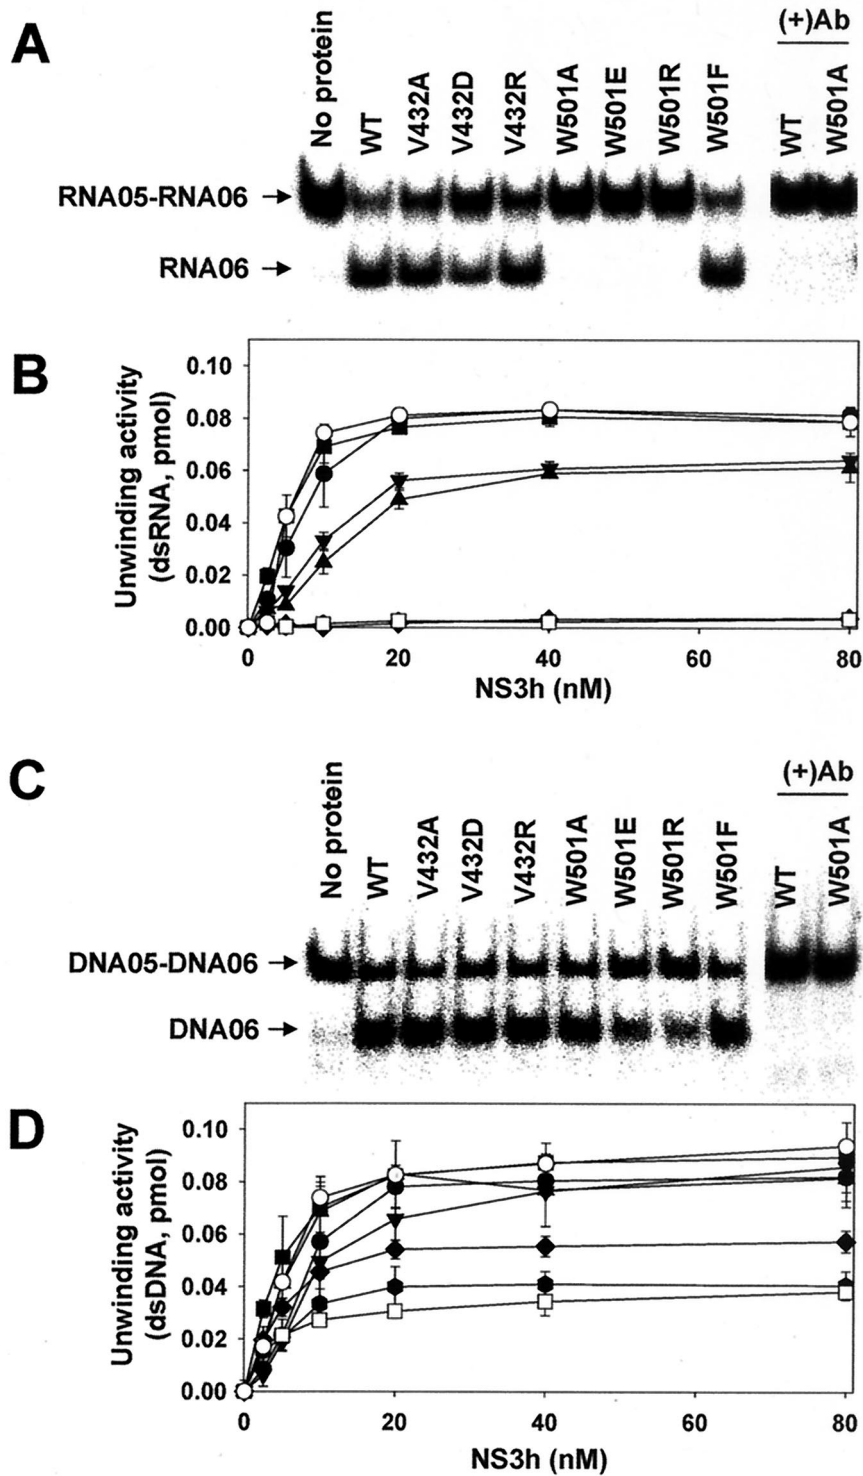 A
(+)Ab
No protein
WT
V432A
V432D
V432R
W501A
W501E
W501R
W501F
WT
W501A
RNA05-RNA06
RNA06
B
Unwinding activity
(dsRNA, pmol)
0.10
0.08
0.06
0.04
0.02
0.00
0 20 40 60 80
NS3h (nM)
C
(+)Ab
No protein
WT
V432A
V432D
V432R
W501A
W501E
W501R
W501F
WT
W501A
DNA05-DNA06
DNA06
D
Unwinding activity
(dsDNA, pmol)
0.10
0.08
0.06
0.04
0.02
0.00
0 20 40 60 80
NS3h (nM)